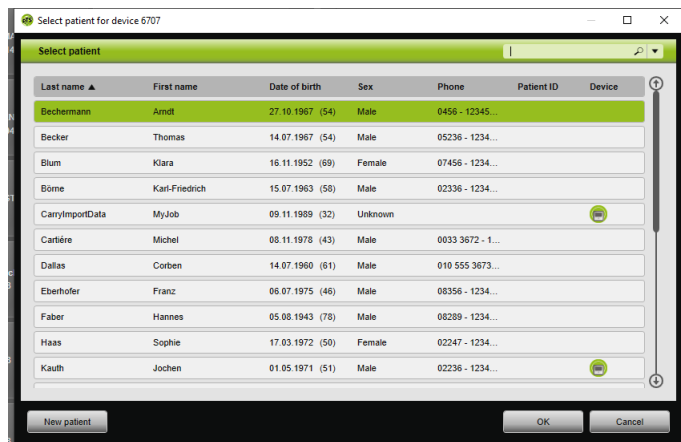 Select patient for device 6707
Select patient
Last name ▲ First name Date of birth Sex Phone Patient ID Device
Bechermann Arndt 27.10.1967 (54) Male 0456 - 12345...
Becker Thomas 14.07.1967 (54) Male 05236 - 1234...
Blum Klara 16.11.1952 (69) Female 07456 - 1234...
Börne Karl-Friedrich 15.07.1963 (58) Male 02336 - 1234...
CarryImportData MyJob 09.11.1989 (32) Unknown
Cartiére Michel 08.11.1978 (43) Male 0033 3672 - 1...
Dallas Corben 14.07.1960 (61) Male 010 555 3673...
Eberhofer Franz 06.07.1975 (46) Male 08356 - 1234...
Faber Hannes 05.08.1943 (78) Male 08289 - 1234...
Haas Sophie 17.03.1972 (50) Female 02247 - 1234...
Kauth Jochen 01.05.1971 (51) Male 02236 - 1234...
New patient OK Cancel